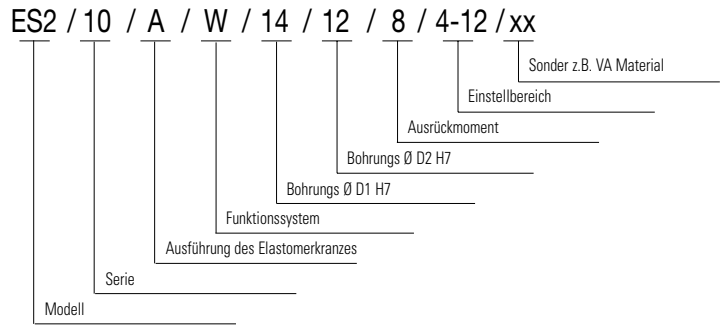 ES2 / 10 / A / W / 14 / 12 / 8 / 4-12 / xx
Sonder z.B. VA Material
Einstellbereich
Ausrückmoment
Bohrungs Ø D2 H7
Bohrungs Ø D1 H7
Funktionssystem
Ausführung des Elastomerkranzes
Serie
Modell